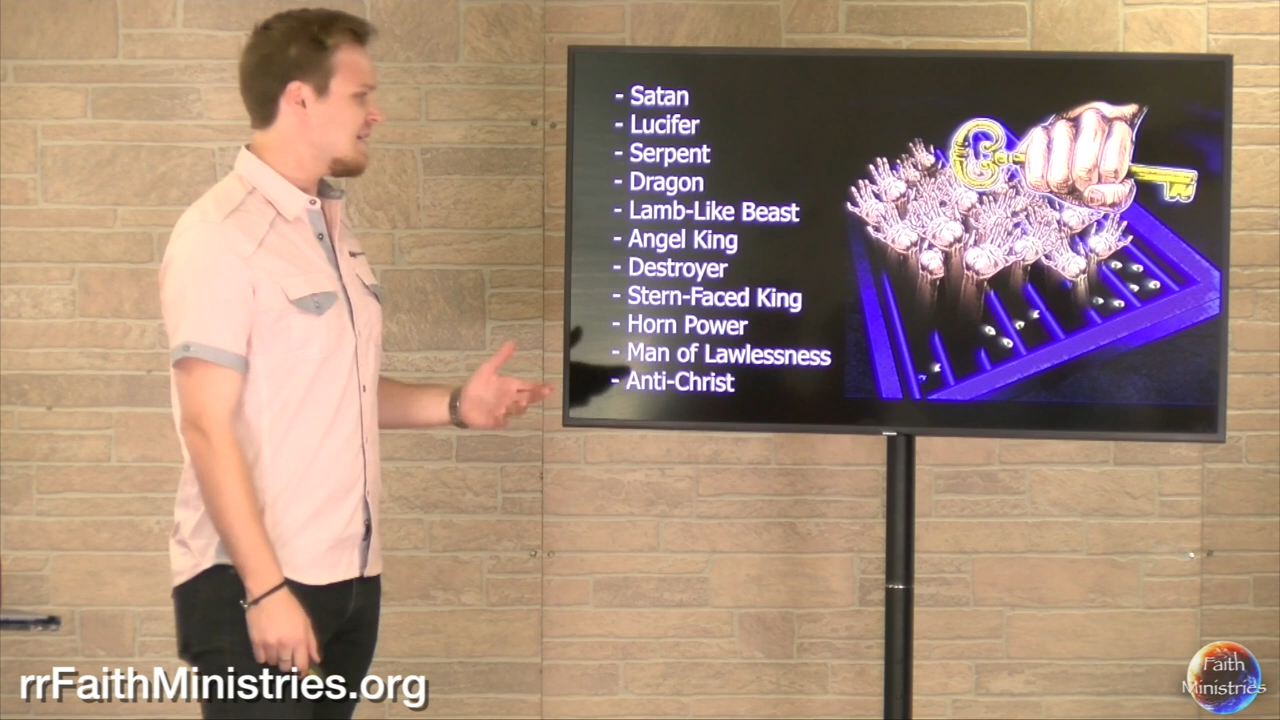 - Satan
- Lucifer
- Serpent
- Dragon
- Lamb-Like Beast
- Angel King
- Destroyer
- Stern-Faced King
- Horn Power
- Man of Lawlessness
- Anti-Christ
rrFaithMinistries.org
Faith
Ministries